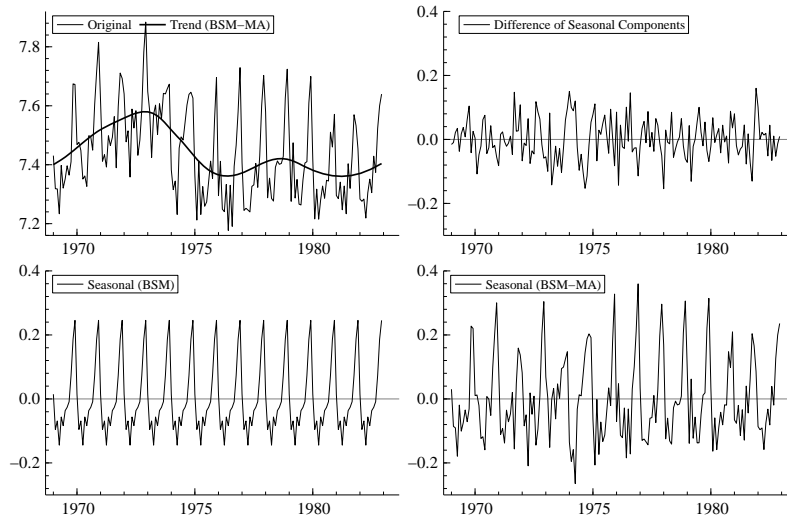 Original Trend (BSM−MA)
7.8
7.6
7.4
7.2
1970 1975 1980
Difference of Seasonal Components
0.4
0.2
0.0
−0.2
1970 1975 1980
Seasonal (BSM)
0.4
0.2
0.0
−0.2
1970 1975 1980
Seasonal (BSM−MA)
0.4
0.2
0.0
−0.2
1970 1975 1980